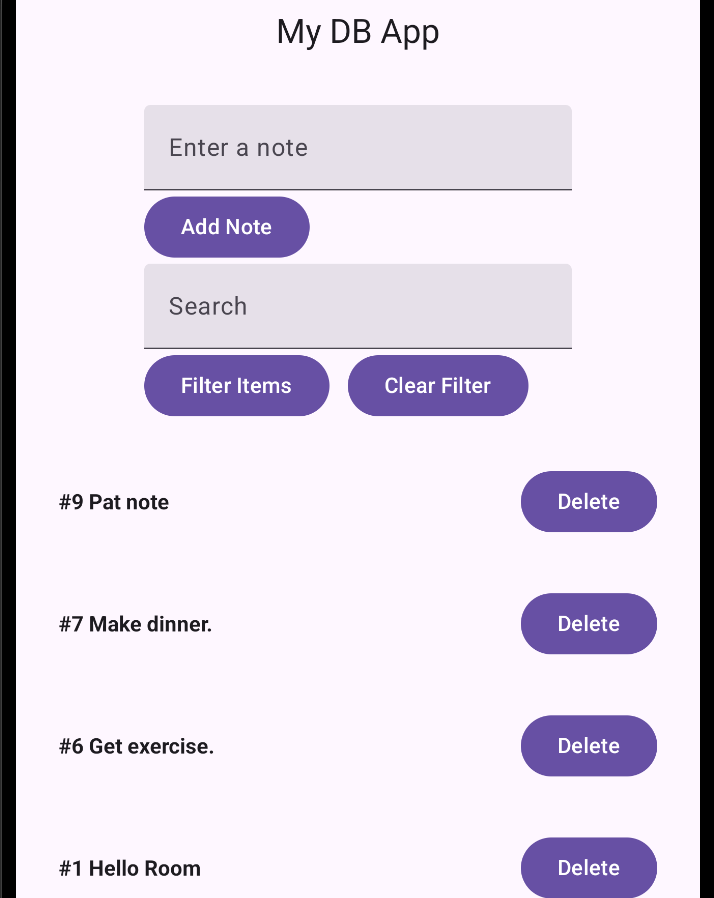 My DB App
Enter a note
Add Note
Search
Filter Items Clear Filter
#9 Pat note Delete
#7 Make dinner. Delete
#6 Get exercise. Delete
#1 Hello Room Delete